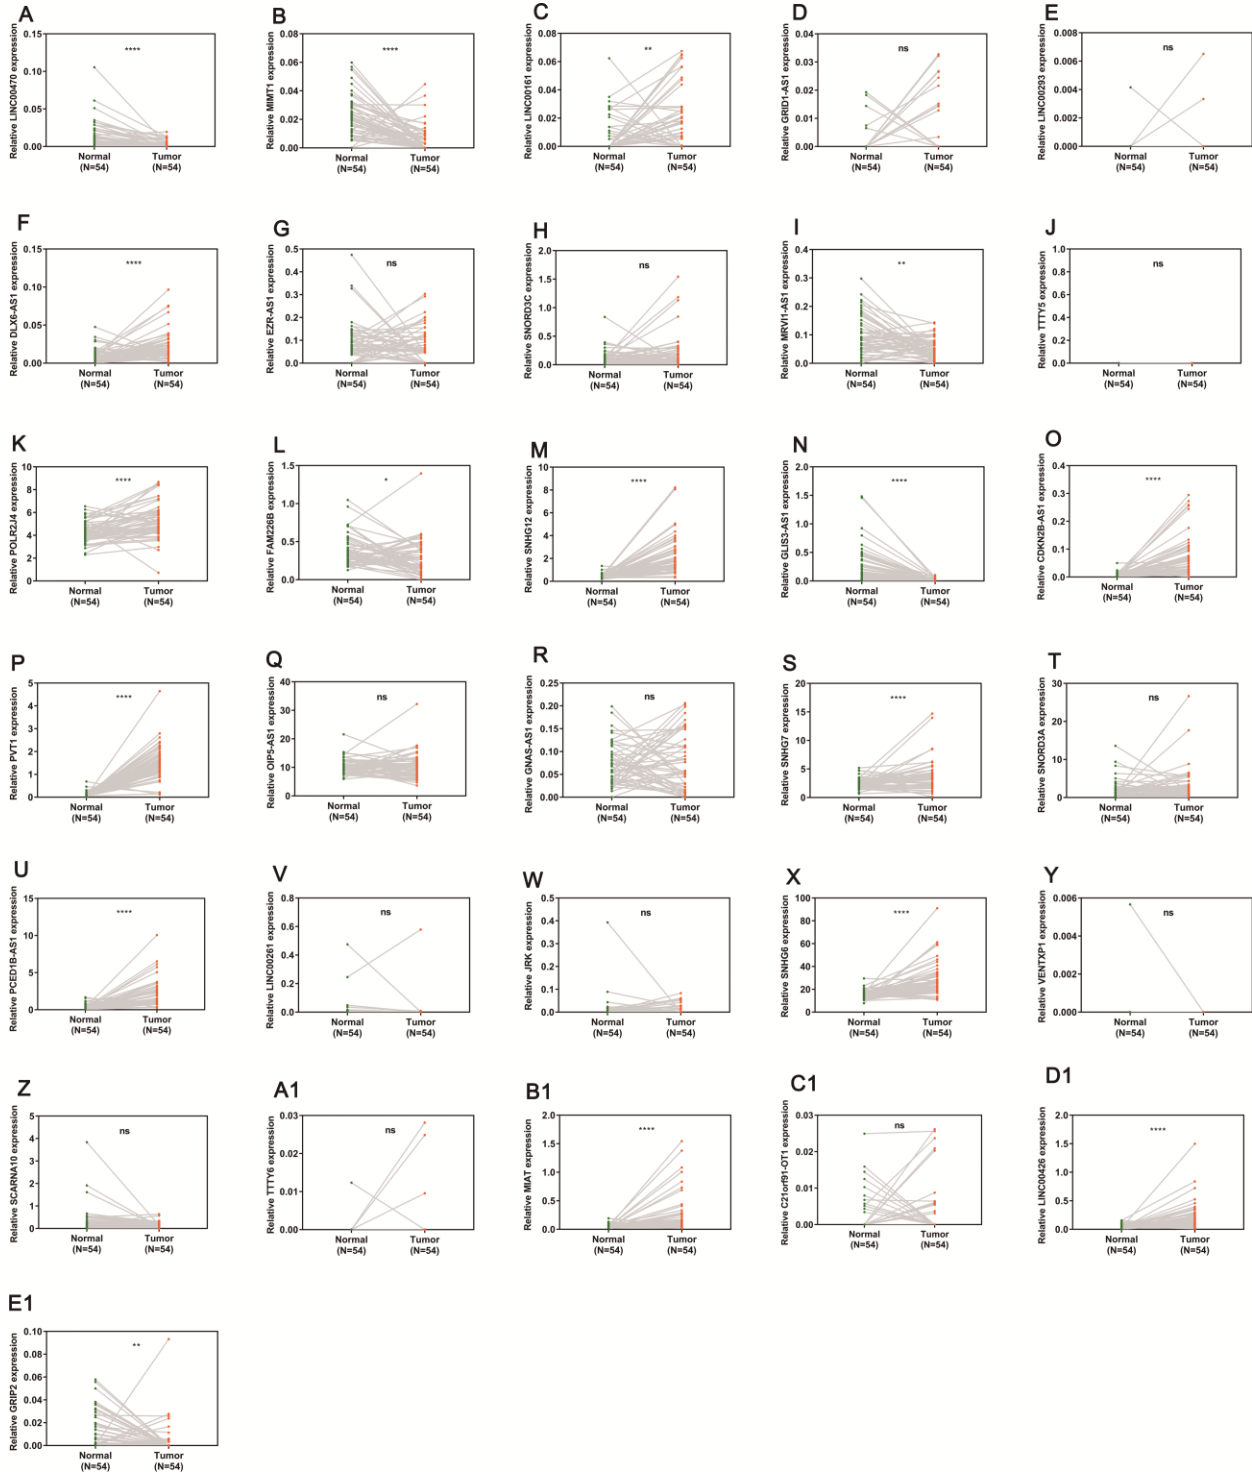 A
Relative LINC00470 expression
0.15
0.10
0.05
0.00
****
Normal
(N=54)
Tumor
(N=54)
B
Relative MIMT1 expression
0.08
0.06
0.04
0.02
0.00
****
Normal
(N=54)
Tumor
(N=54)
C
Relative LINC00161 expression
0.08
0.06
0.04
0.02
0.00
**
Normal
(N=54)
Tumor
(N=54)
D
Relative GRID1-AS1 expression
0.04
0.03
0.02
0.01
0.00
ns
Normal
(N=54)
Tumor
(N=54)
E
Relative LINC00293 expression
0.008
0.006
0.004
0.002
0.000
ns
Normal
(N=54)
Tumor
(N=54)
F
Relative DLX6-AS1 expression
0.15
0.10
0.05
0.00
****
Normal
(N=54)
Tumor
(N=54)
G
Relative EZR-AS1 expression
0.5
0.4
0.3
0.2
0.1
0.0
ns
Normal
(N=54)
Tumor
(N=54)
H
Relative SNORD3C expression
2.0
1.5
1.0
0.5
0.0
ns
Normal
(N=54)
Tumor
(N=54)
I
Relative MRVI1-AS1 expression
0.4
0.3
0.2
0.1
0.0
**
Normal
(N=54)
Tumor
(N=54)
J
Relative TTTY5 expression
1.0
0.8
0.6
0.4
0.2
0.0
ns
Normal
(N=54)
Tumor
(N=54)
K
Relative POLR2J4 expression
10
8
6
4
2
0
****
Normal
(N=54)
Tumor
(N=54)
L
Relative FAM226B expression
1.5
1.0
0.5
0.0
*
Normal
(N=54)
Tumor
(N=54)
M
Relative SNHG12 expression
10
8
6
4
2
0
****
Normal
(N=54)
Tumor
(N=54)
N
Relative GLIS3-AS1 expression
2.0
1.5
1.0
0.5
0.0
****
Normal
(N=54)
Tumor
(N=54)
O
Relative CDKN2B-AS1 expression
0.4
0.3
0.2
0.1
0.0
****
Normal
(N=54)
Tumor
(N=54)
P
Relative PVT1 expression
5
4
3
2
1
0
****
Normal
(N=54)
Tumor
(N=54)
Q
Relative OIP5-AS1 expression
40
30
20
10
0
ns
Normal
(N=54)
Tumor
(N=54)
R
Relative GNAS-AS1 expression
0.25
0.20
0.15
0.10
0.05
0.00
ns
Normal
(N=54)
Tumor
(N=54)
S
Relative SNHG7 expression
20
15
10
5
0
****
Normal
(N=54)
Tumor
(N=54)
T
Relative SNORD3A expression
30
20
10
0
ns
Normal
(N=54)
Tumor
(N=54)
U
Relative PCED1B-AS1 expression
15
10
5
0
****
Normal
(N=54)
Tumor
(N=54)
V
Relative LINC00261 expression
0.8
0.6
0.4
0.2
0.0
ns
Normal
(N=54)
Tumor
(N=54)
W
Relative JRK expression
0.5
0.4
0.3
0.2
0.1
0.0
ns
Normal
(N=54)
Tumor
(N=54)
X
Relative SNHG6 expression
100
80
60
40
20
0
****
Normal
(N=54)
Tumor
(N=54)
Y
Relative VENTXP1 expression
0.006
0.004
0.002
0.000
ns
Normal
(N=54)
Tumor
(N=54)
Z
Relative SCARNA10 expression
5
4
3
2
1
0
ns
Normal
(N=54)
Tumor
(N=54)
A1
Relative TTTY6 expression
0.03
0.02
0.01
0.00
ns
Normal
(N=54)
Tumor
(N=54)
B1
Relative MIAT expression
2.0
1.5
1.0
0.5
0.0
****
Normal
(N=54)
Tumor
(N=54)
C1
Relative C21orf91-OT1 expression
0.03
0.02
0.01
0.00
ns
Normal
(N=54)
Tumor
(N=54)
D1
Relative LINC00426 expression
2.0
1.5
1.0
0.5
0.0
****
Normal
(N=54)
Tumor
(N=54)
E1
Relative GRIP2 expression
0.10
0.08
0.06
0.04
0.02
0.00
**
Normal
(N=54)
Tumor
(N=54)